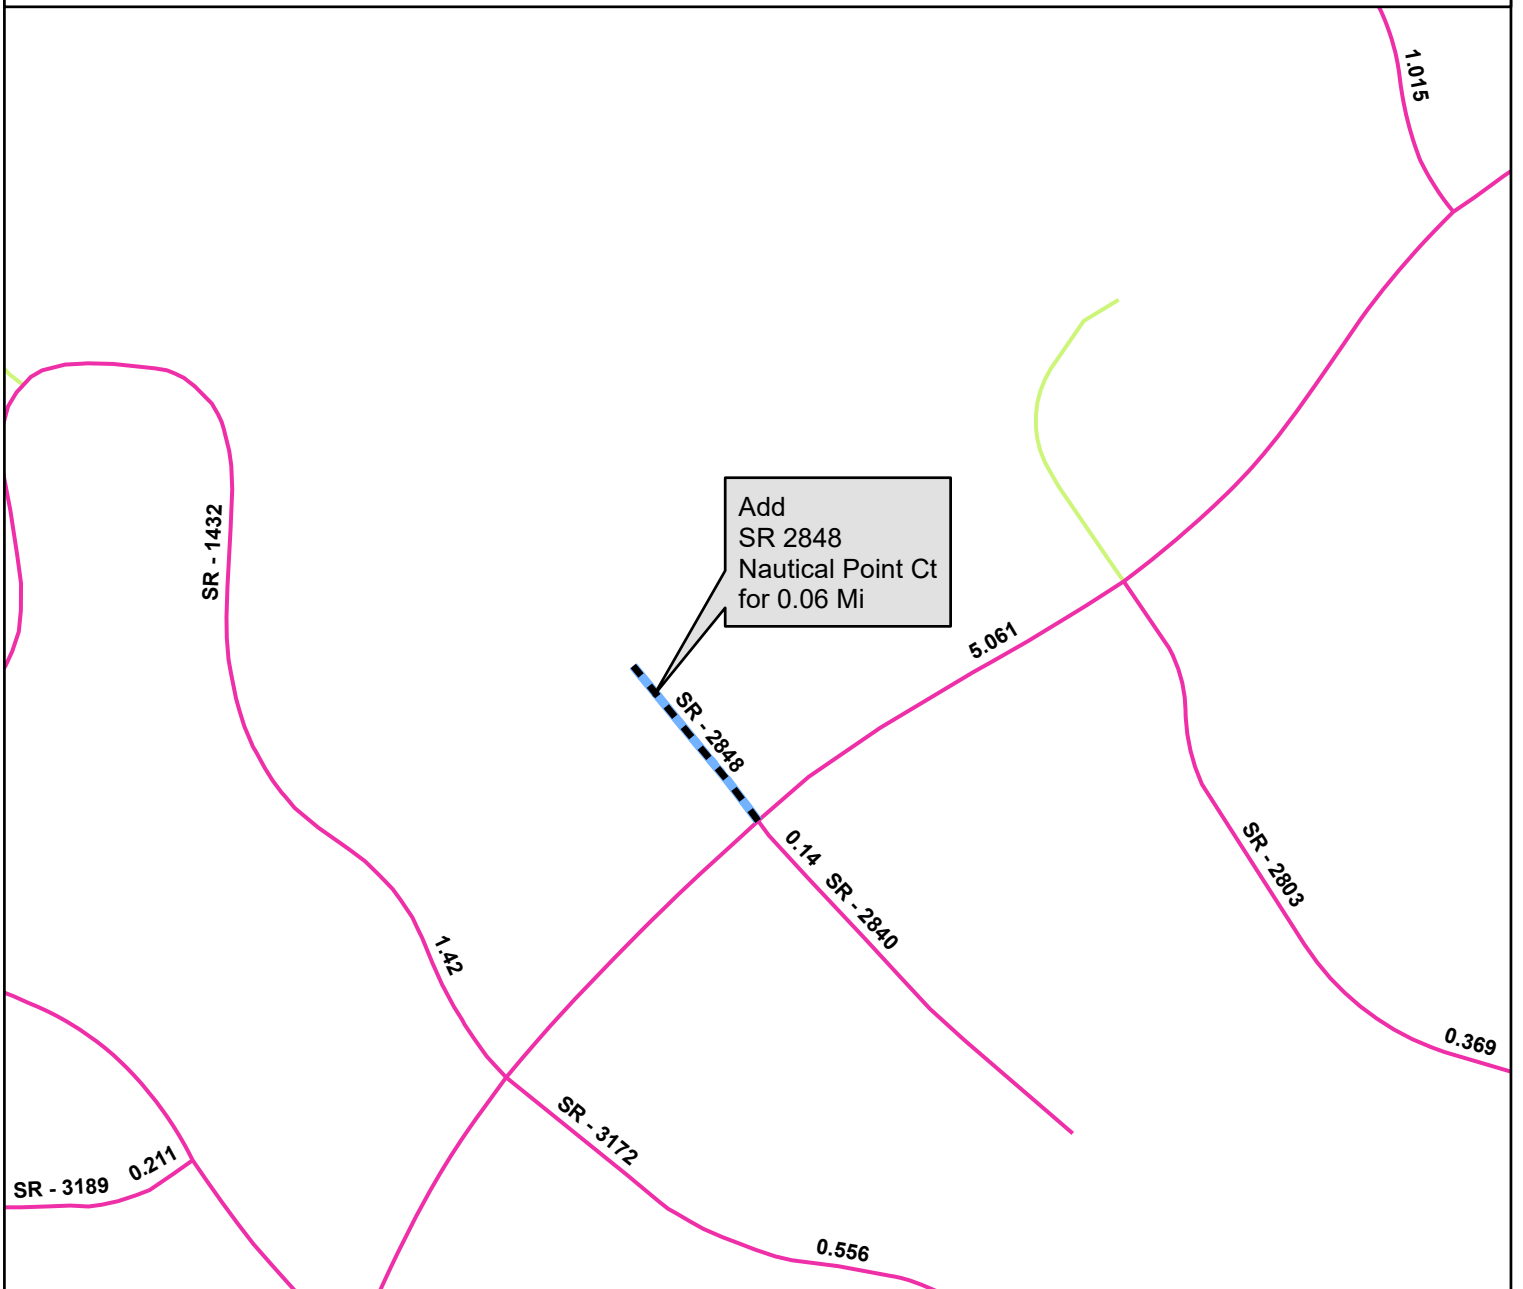 1.015
SR - 1432
Add
SR 2848
Nautical Point Ct
for 0.06 Mi
5.061
SR - 2848
0.14 SR - 2840
SR - 2803
1.42
0.369
SR - 3172
0.211
SR - 3189
0.556